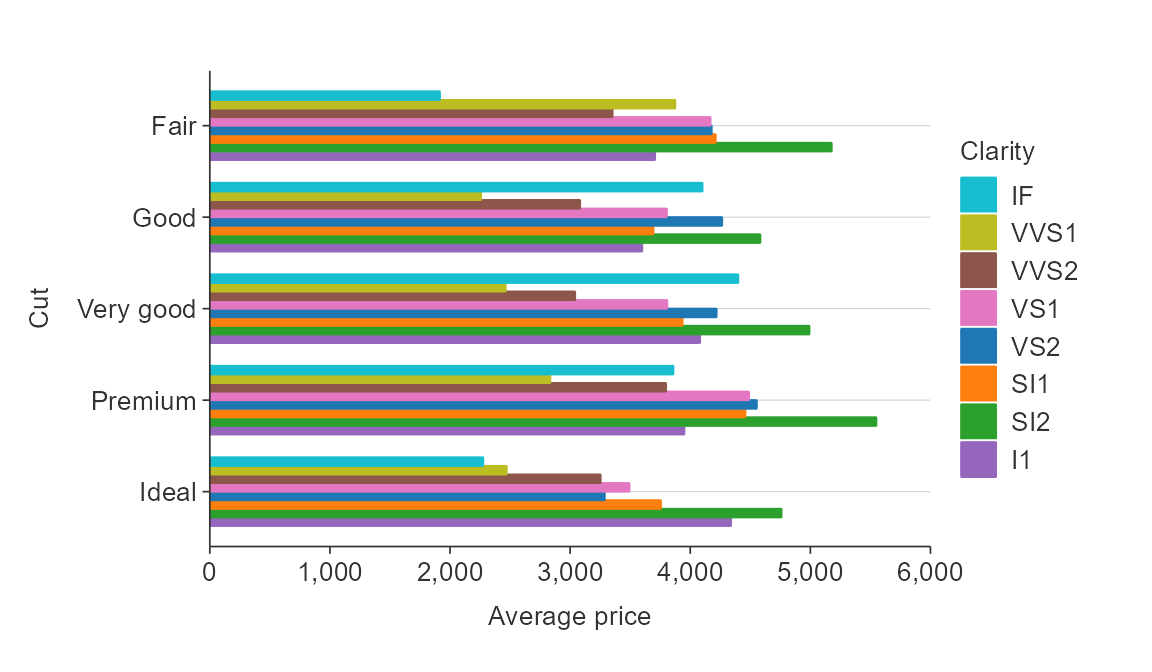 Fair
Good
Very good
Premium
Ideal
Cut
0 1,000 2,000 3,000 4,000 5,000 6,000
Average price
Clarity
IF
VVS1
VVS2
VS1
VS2
SI1
SI2
I1